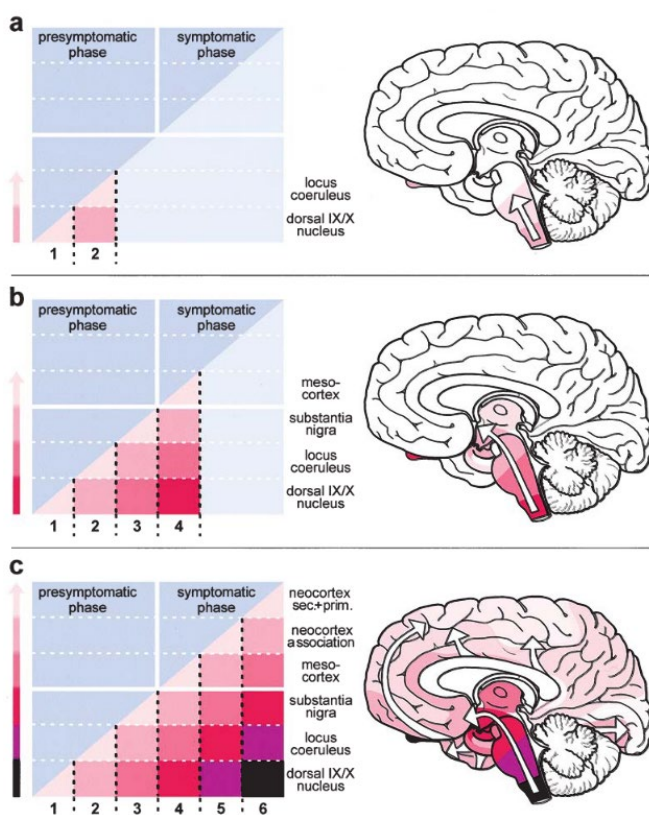 a
presymptomatic
phase
symptomatic
phase
locus
coeruleus
dorsal IX/X
nucleus
1 2
b
presymptomatic
phase
symptomatic
phase
meso-
cortex
substantia
nigra
locus
coeruleus
dorsal IX/X
nucleus
1 2 3 4
c
presymptomatic
phase
symptomatic
phase
neocortex
sec.+prim.
neocortex
association
meso-
cortex
substantia
nigra
locus
coeruleus
dorsal IX/X
nucleus
1 2 3 4 5 6